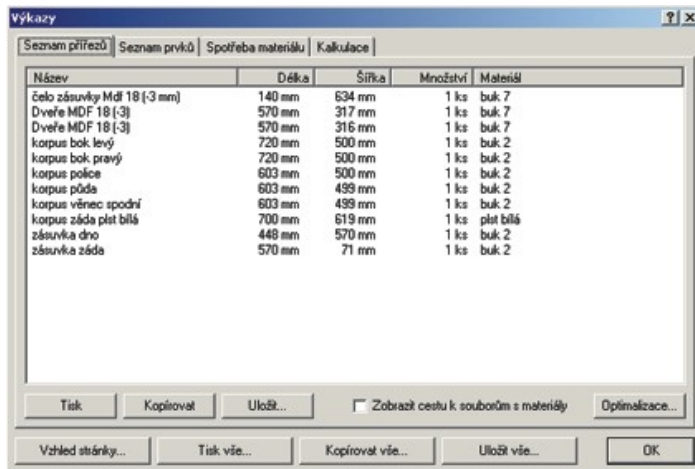 Výkazy
Seznam přířezů Seznam prvků Spotřeba materiálu Kalkulace
Název Délka Šířka Množství Materiál
čelo zásuvky Mdf 18 (-3 mm) 140 mm 634 mm 1 ks buk 7
Dveře MDF 18 (-3) 570 mm 317 mm 1 ks buk 7
Dveře MDF 18 (-3) 570 mm 316 mm 1 ks buk 7
korpus bok levý 720 mm 500 mm 1 ks buk 2
korpus bok pravý 720 mm 500 mm 1 ks buk 2
korpus police 603 mm 500 mm 1 ks buk 2
korpus půda 603 mm 499 mm 1 ks buk 2
korpus věnec spodní 603 mm 499 mm 1 ks buk 2
korpus záda plst bílá 700 mm 619 mm 1 ks plst bílá
zásuvka dno 448 mm 570 mm 1 ks buk 2
zásuvka záda 570 mm 71 mm 1 ks buk 2
Tisk Kopírovat Uložit... Zobrazit cestu k souborům s materiály Optimalizace...
Vzhled stránky... Tisk vše... Kopírovat vše... Uložit vše... OK